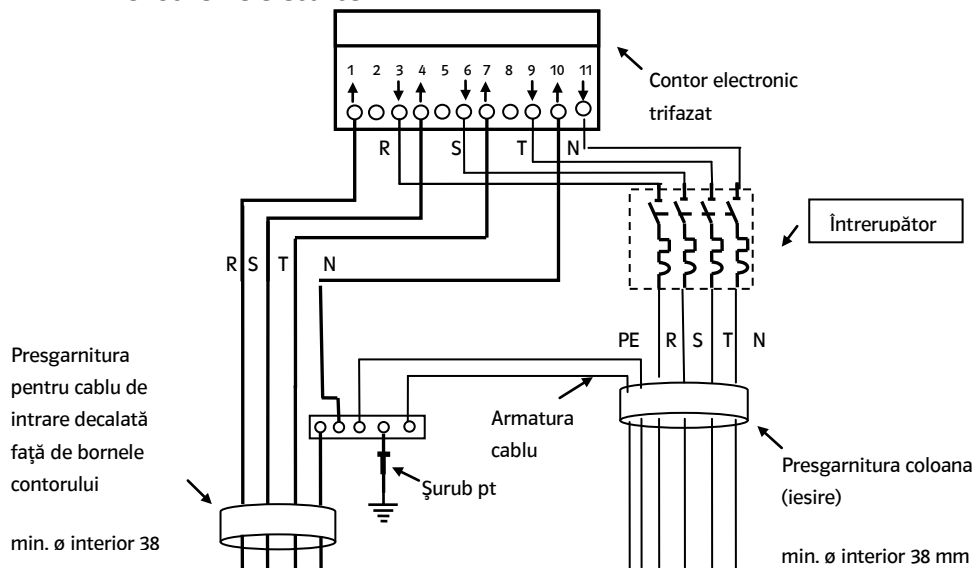 1 2 3 4 5 6 7 8 9 10 11
Contor electronic
trifazat
R S T N
Întrerupător
R S T N
PE R S T N
Presgarnitura
pentru cablu de
intrare decalată
față de bornele
contorului
min. ø interior 38
Armatura
cablu
Șurub pt
Presgarnitura coloana
(iesire)
min. ø interior 38 mm